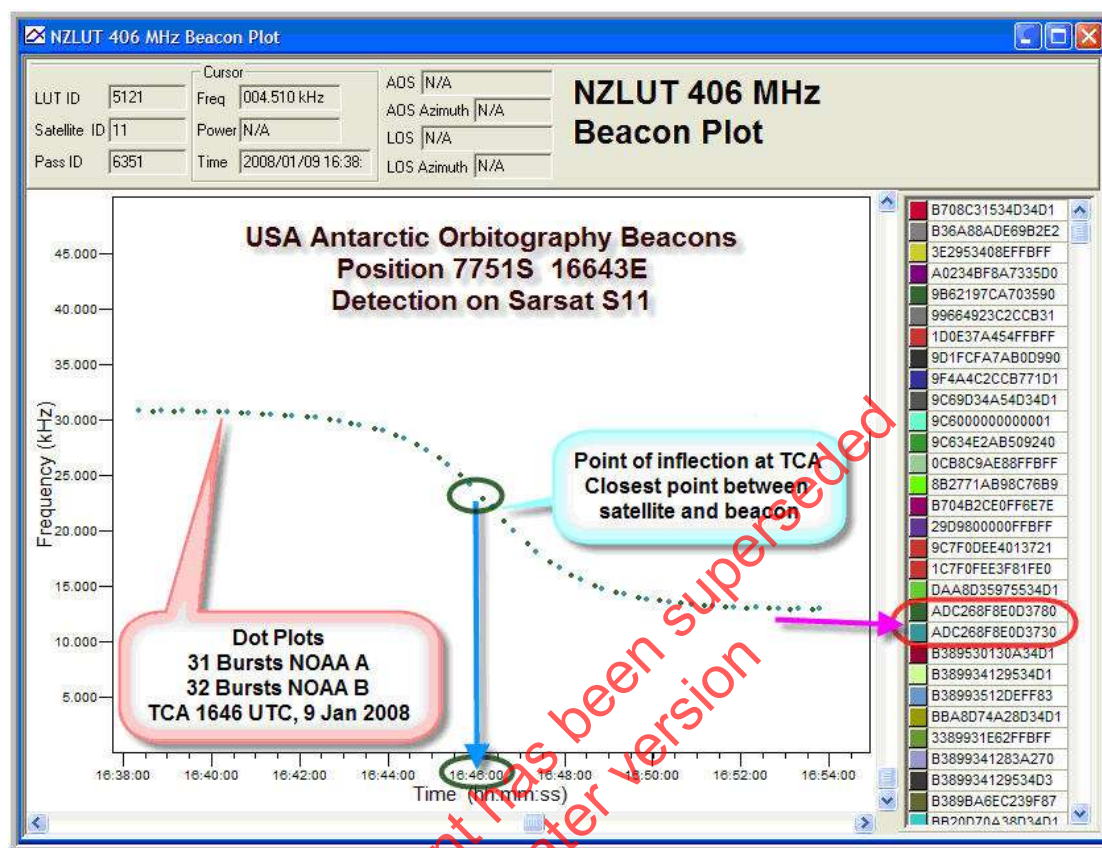 NZLUT 406 MHz Beacon Plot
LUT ID 5121
Satellite ID 11
Pass ID 6351
Cursor
Freq 004.510 kHz
Power N/A
Time 2008/01/09 16:38:
AOS N/A
AOS Azimuth N/A
LOS N/A
LOS Azimuth N/A
NZLUT 406 MHz
Beacon Plot
USA Antarctic Orbitography Beacons
Position 7751S 16643E
Detection on Sarsat S11
Frequency (kHz)
45.000
40.000
35.000
30.000
25.000
20.000
15.000
10.000
5.000
Point of inflection at TCA
Closest point between
satellite and beacon
Dot Plots
31 Bursts NOAA A
32 Bursts NOAA B
TCA 1646 UTC, 9 Jan 2008
16:38:00 16:40:00 16:42:00 16:44:00 16:46:00 16:48:00 16:50:00 16:52:00 16:54:00
Time (hh:mm:ss)
B708C31534D34D1
B36A88ADE69B2E2
3E2953408EFFBFF
A0234BF8A7335D0
9B62197CA703590
99664923C2CCB31
1D0E37A454FFBFF
9D1FCFA7AB0D990
9F4A4C2CCB771D1
9C69D34A54D34D1
9C6000000000001
9C634E2AB509240
0CB8C9AE88FFBFF
8B2771AB98C76B9
B704B2CE0FF6E7E
29D9800000FFBFF
9C7F0DEE4013721
1C7F0FEE3F81FE0
DAA8D35975534D1
ADC268F8E0D3780
ADC268F8E0D3730
B389530130A34D1
B389934129534D1
B38993512DEFF83
BBA8D74A28D34D1
3389931E62FFBFF
B3899341283A270
B389934129534D3
B389BA6EC239F87
BB20D70A38D34D1
has been superseded
version